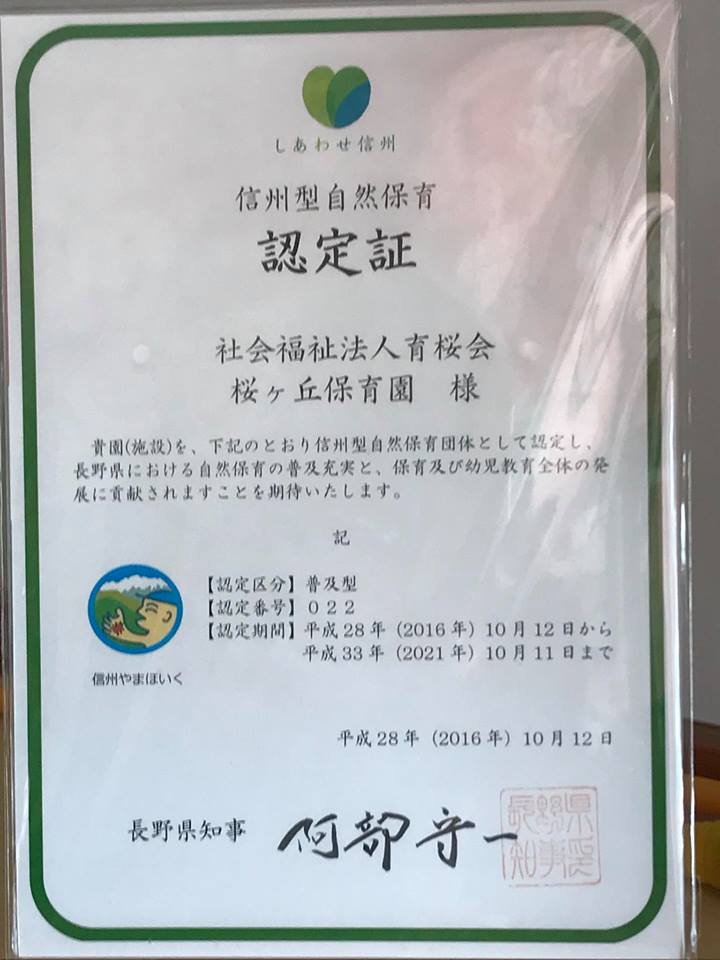 しあわせ信州
信州型自然保育
認定証
社会福祉法人育桜会
桜ヶ丘保育園　様
貴園(施設)を、下記のとおり信州型自然保育団体として認定し、
長野県における自然保育の普及充実と、保育及び幼児教育全体の発
展に貢献されますことを期待いたします。
記
【認定区分】普及型
【認定番号】０２２
【認定期間】平成28年（2016年）10月12日から
平成33年（2021年）10月11日まで
信州やまほいく
平成28年（2016年）10月12日
長野県知事　阿部守一
長野県
知事印